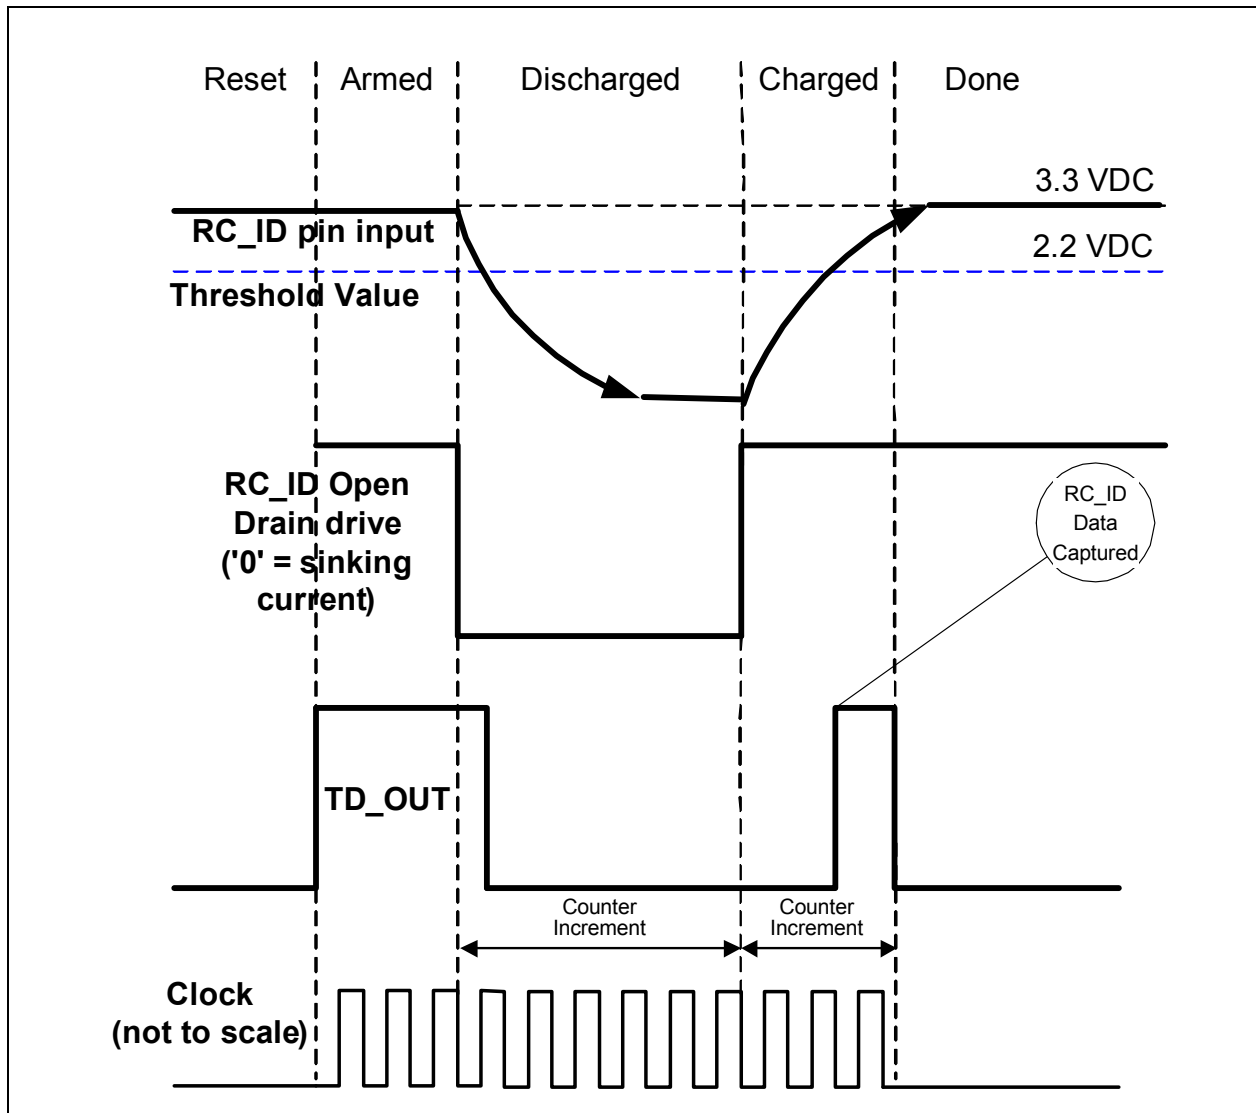 Reset
Armed
Discharged
Charged
Done
3.3 VDC
RC_ID pin input
2.2 VDC
Threshold Value
RC_ID Open
Drain drive
('0' = sinking
current)
RC_ID
Data
Captured
TD_OUT
Counter
Increment
Counter
Increment
Clock
(not to scale)